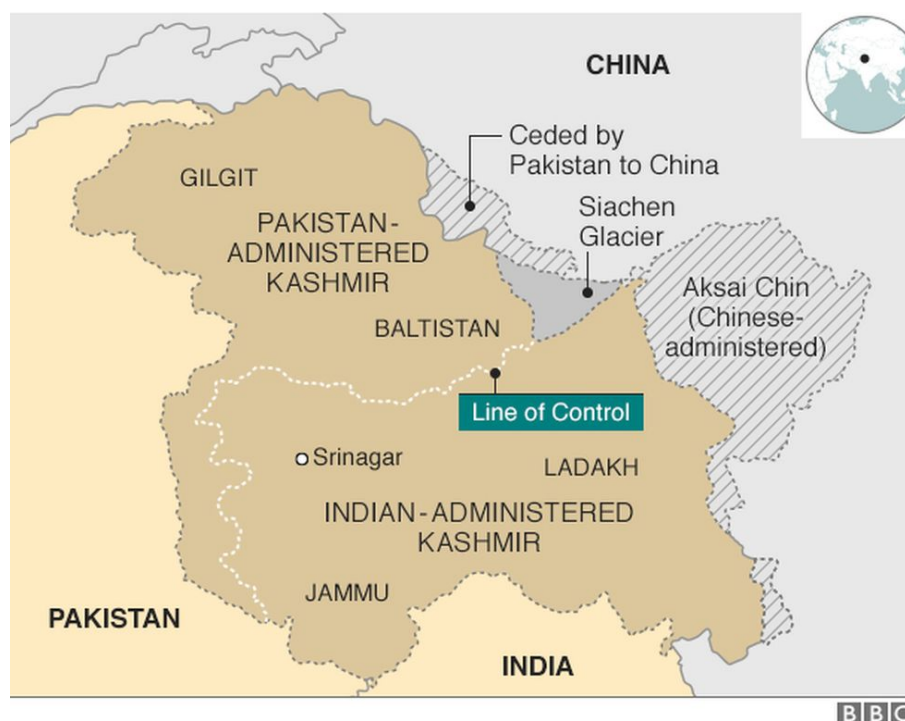 CHINA
Ceded by
Pakistan to China
GILGIT
Siachen
Glacier
PAKISTAN-
ADMINISTERED
KASHMIR
Aksai Chin
(Chinese-
administered)
BALTISTAN
Line of Control
Srinagar
LADAKH
INDIAN-ADMINISTERED
KASHMIR
JAMMU
PAKISTAN
INDIA
BBC